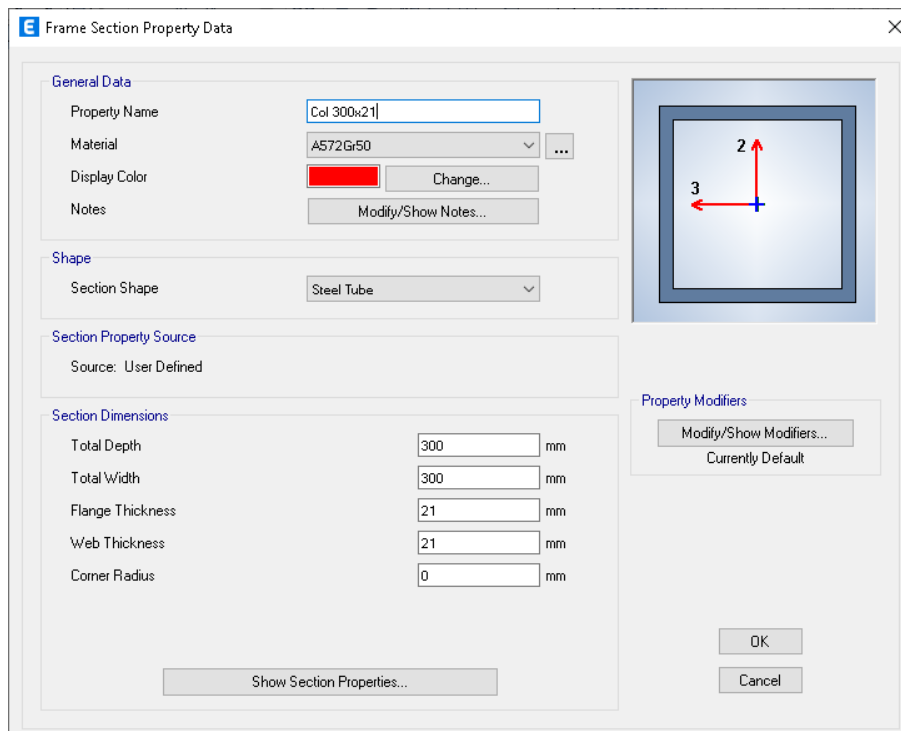 E Frame Section Property Data
General Data
Property Name Col 300x21
Material A572Gr50 ...
Display Color Change...
Notes Modify/Show Notes...
Shape
Section Shape Steel Tube
Section Property Source
Source: User Defined
Section Dimensions
Total Depth 300 mm
Total Width 300 mm
Flange Thickness 21 mm
Web Thickness 21 mm
Corner Radius 0 mm
Show Section Properties...
2
3
Property Modifiers
Modify/Show Modifiers...
Currently Default
OK
Cancel